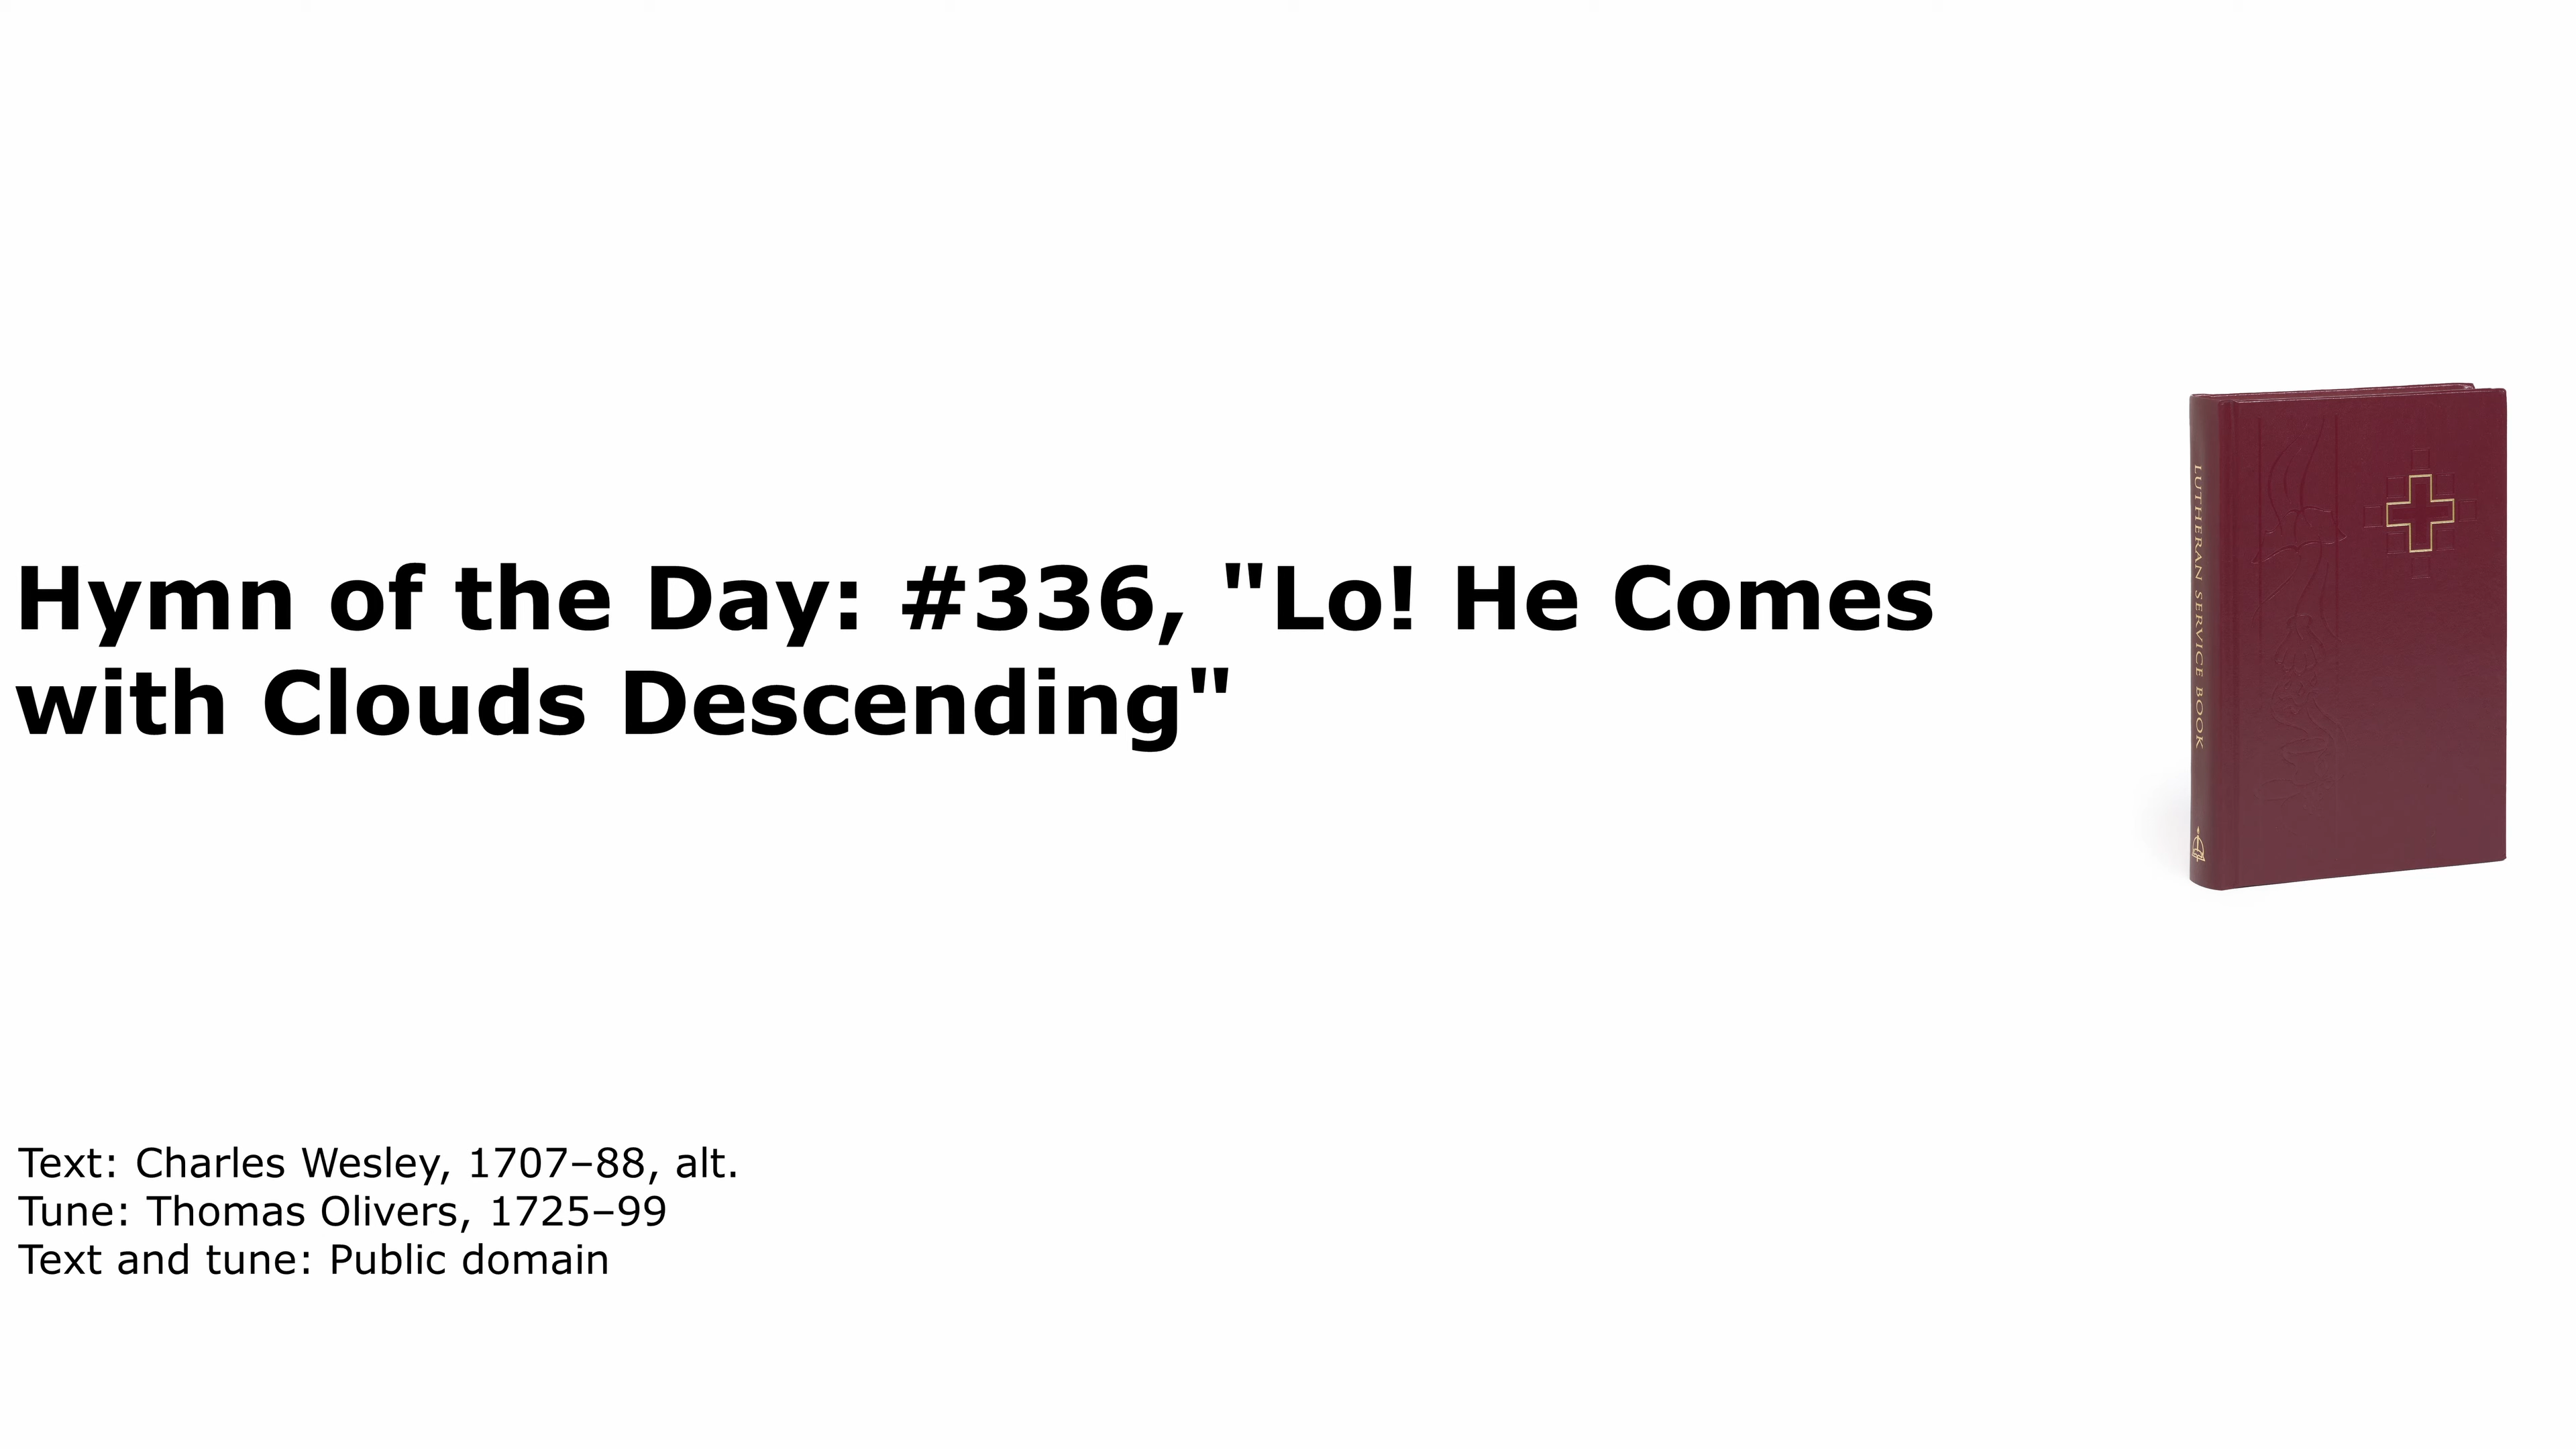 Hymn of the Day: #336, "Lo! He Comes
with Clouds Descending"
LUTHERAN SERVICE BOOK
Text: Charles Wesley, 1707–88, alt.
Tune: Thomas Olivers, 1725–99
Text and tune: Public domain